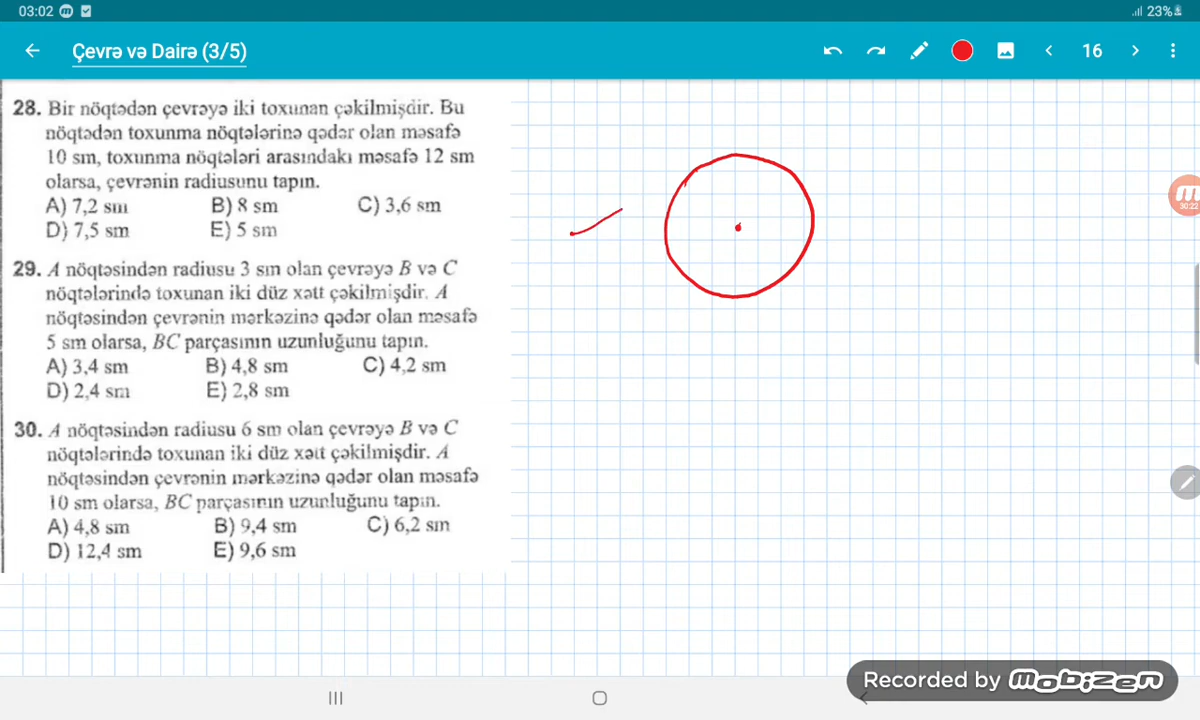 03:02 m 23%
Çevrə və Dairə (3/5) 16
28. Bir nöqtədən çevrəyə iki toxunan çəkilmişdir. Bu
nöqtədən toxunma nöqtələrinə qədər olan məsafə
10 sm, toxunma nöqtələri arasındakı məsafə 12 sm
olarsa, çevrənin radiusunu tapın.
A) 7,2 sm B) 8 sm C) 3,6 sm
D) 7,5 sm E) 5 sm
29. A nöqtəsindən radiusu 3 sm olan çevrəyə B və C
nöqtələrində toxunan iki düz xətt çəkilmişdir. A
nöqtəsindən çevrənin mərkəzinə qədər olan məsafə
5 sm olarsa, BC parçasının uzunluğunu tapın.
A) 3,4 sm B) 4,8 sm C) 4,2 sm
D) 2,4 sm E) 2,8 sm
30. A nöqtəsindən radiusu 6 sm olan çevrəyə B və C
nöqtələrində toxunan iki düz xətt çəkilmişdir. A
nöqtəsindən çevrənin mərkəzinə qədər olan məsafə
10 sm olarsa, BC parçasının uzunluğunu tapın.
A) 4,8 sm B) 9,4 sm C) 6,2 sm
D) 12,4 sm E) 9,6 sm
m
30:22
Recorded by mobizen